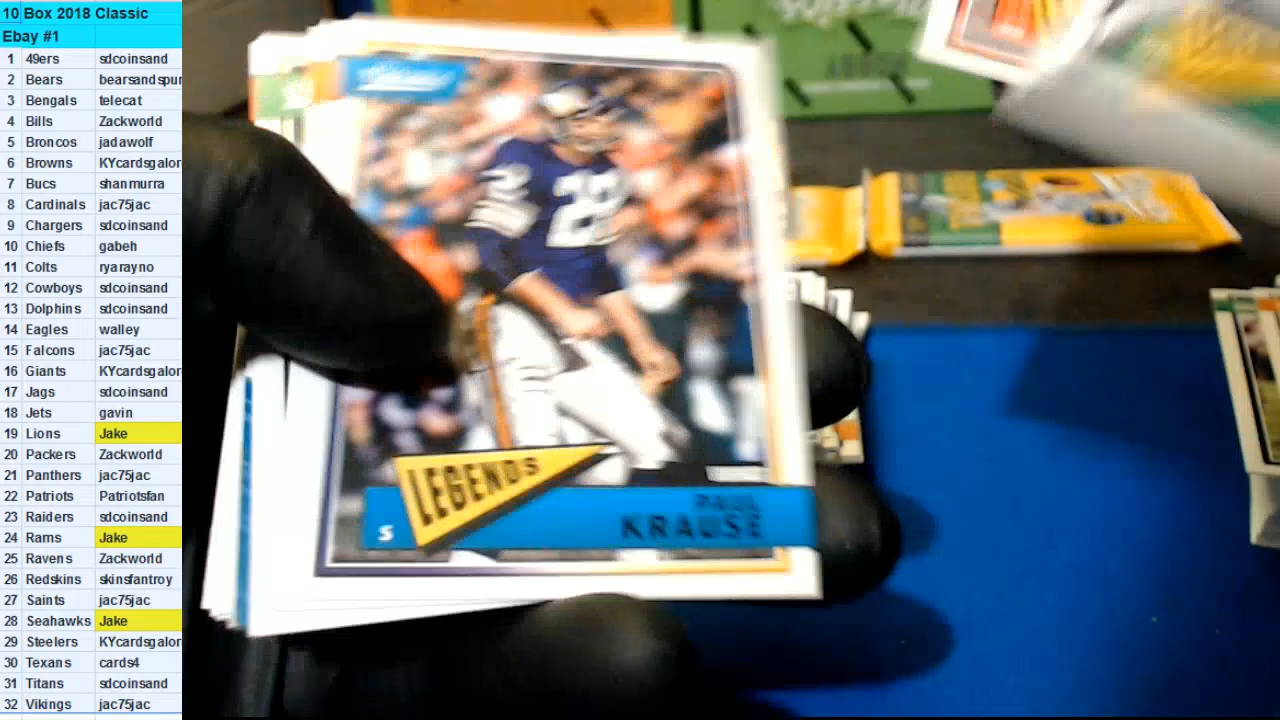 10 Box 2018 Classic
Ebay #1
1 49ers sdcoinsand
2 Bears bearsandspur
3 Bengals telecat
4 Bills Zackworld
5 Broncos jadawolf
6 Browns KYcardsgalor
7 Bucs shanmurra
8 Cardinals jac75jac
9 Chargers sdcoinsand
10 Chiefs gabeh
11 Colts ryarayno
12 Cowboys sdcoinsand
13 Dolphins sdcoinsand
14 Eagles walley
15 Falcons jac75jac
16 Giants KYcardsgalor
17 Jags sdcoinsand
18 Jets gavin
19 Lions Jake
20 Packers Zackworld
21 Panthers jac75jac
22 Patriots Patriotsfan
23 Raiders sdcoinsand
24 Rams Jake
25 Ravens Zackworld
26 Redskins skinsfantroy
27 Saints jac75jac
28 Seahawks Jake
29 Steelers KYcardsgalor
30 Texans cards4
31 Titans sdcoinsand
32 Vikings jac75jac
22
LEGENDS
S
PAUL
KRAUSE